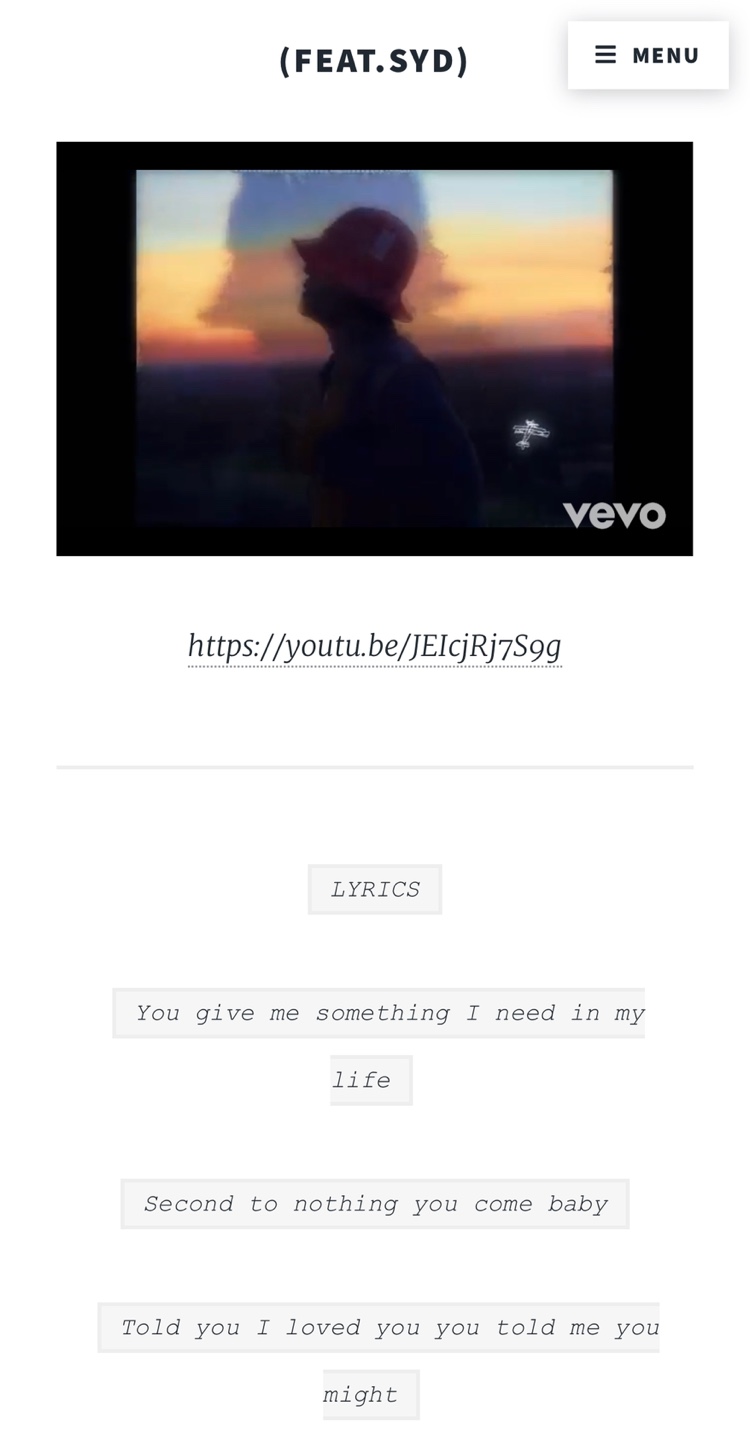 (FEAT.SYD)
MENU
vevo
https://youtu.be/JEIcjRj7S9g
LYRICS
You give me something I need in my
life
Second to nothing you come baby
Told you I loved you you told me you
might